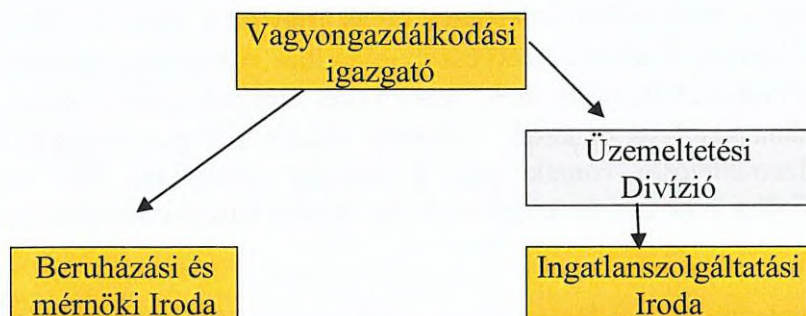 Vagyongazdálkodási
igazgató
Üzemeltetési
Divízió
Beruházási és
mérnöki Iroda
Ingatlanszolgáltatási
Iroda